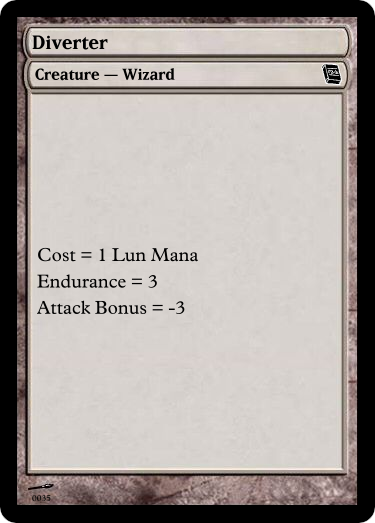 Diverter
Creature — Wizard
Cost = 1 Lun Mana
Endurance = 3
Attack Bonus = -3
0035